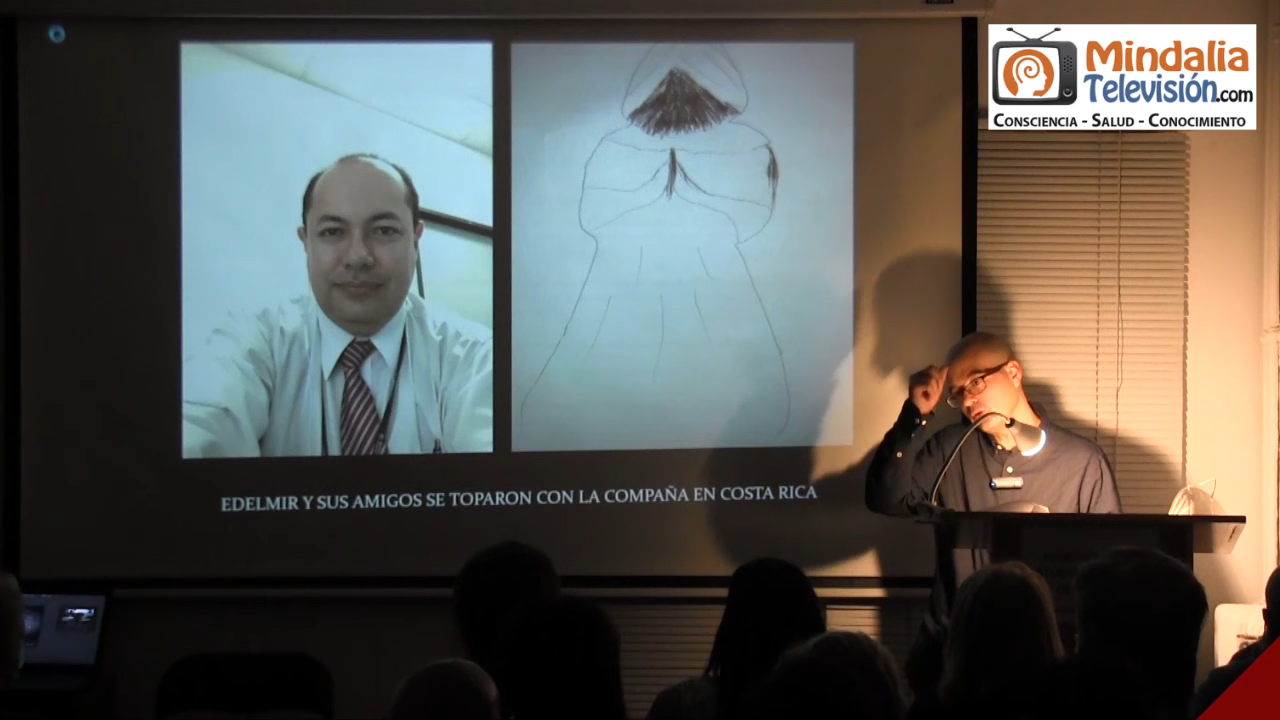 Mindalia
Televisión.com
CONSCIENCIA - SALUD - CONOCIMIENTO
EDELMIR Y SUS AMIGOS SE TOPARON CON LA COMPAÑA EN COSTA RICA